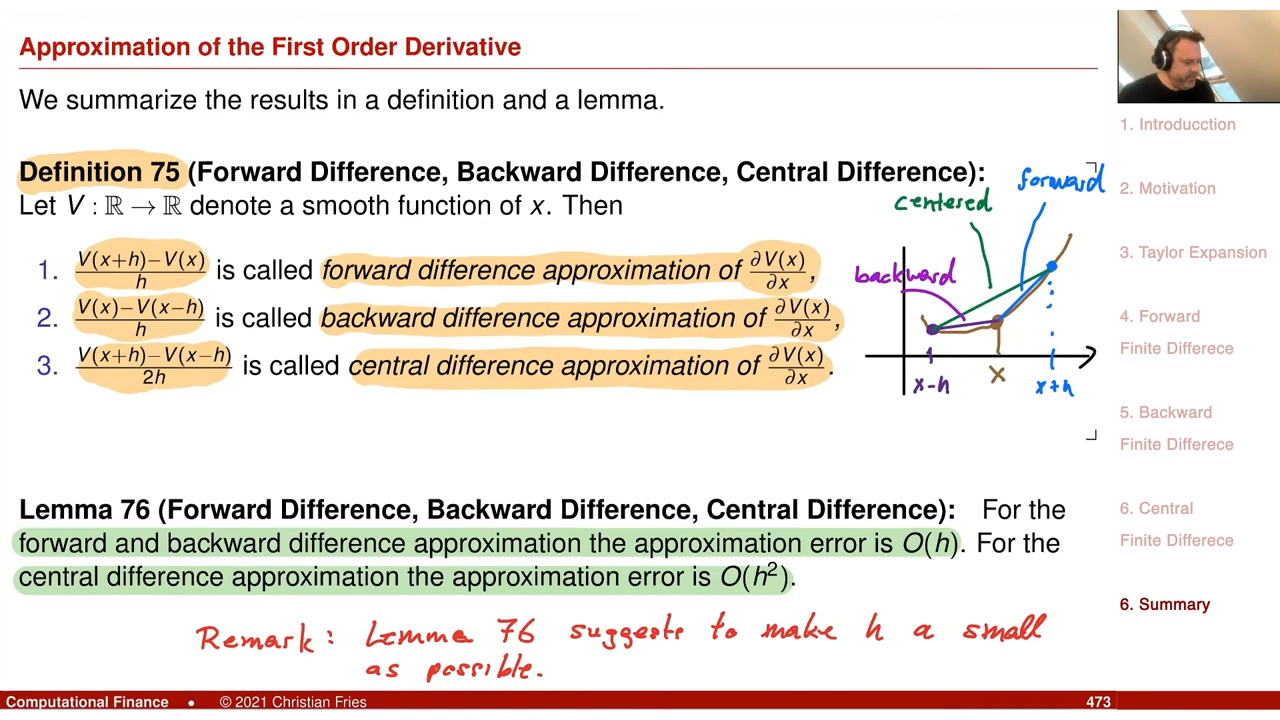 Approximation of the First Order Derivative
We summarize the results in a definition and a lemma.
Definition 75 (Forward Difference, Backward Difference, Central Difference):
Let V : ℝ → ℝ denote a smooth function of x. Then
1. V(x+h)−V(x) / h is called forward difference approximation of ∂V(x)/∂x,
2. V(x)−V(x−h) / h is called backward difference approximation of ∂V(x)/∂x,
3. V(x+h)−V(x−h) / 2h is called central difference approximation of ∂V(x)/∂x.
forward
centered
backward
x-h
x
x+h
Lemma 76 (Forward Difference, Backward Difference, Central Difference): For the
forward and backward difference approximation the approximation error is O(h). For the
central difference approximation the approximation error is O(h²).
Remark: Lemma 76 suggests to make h a small
as possible.
1. Introducction
2. Motivation
3. Taylor Expansion
4. Forward
Finite Differece
5. Backward
Finite Differece
6. Central
Finite Differece
6. Summary
Computational Finance • © 2021 Christian Fries 473